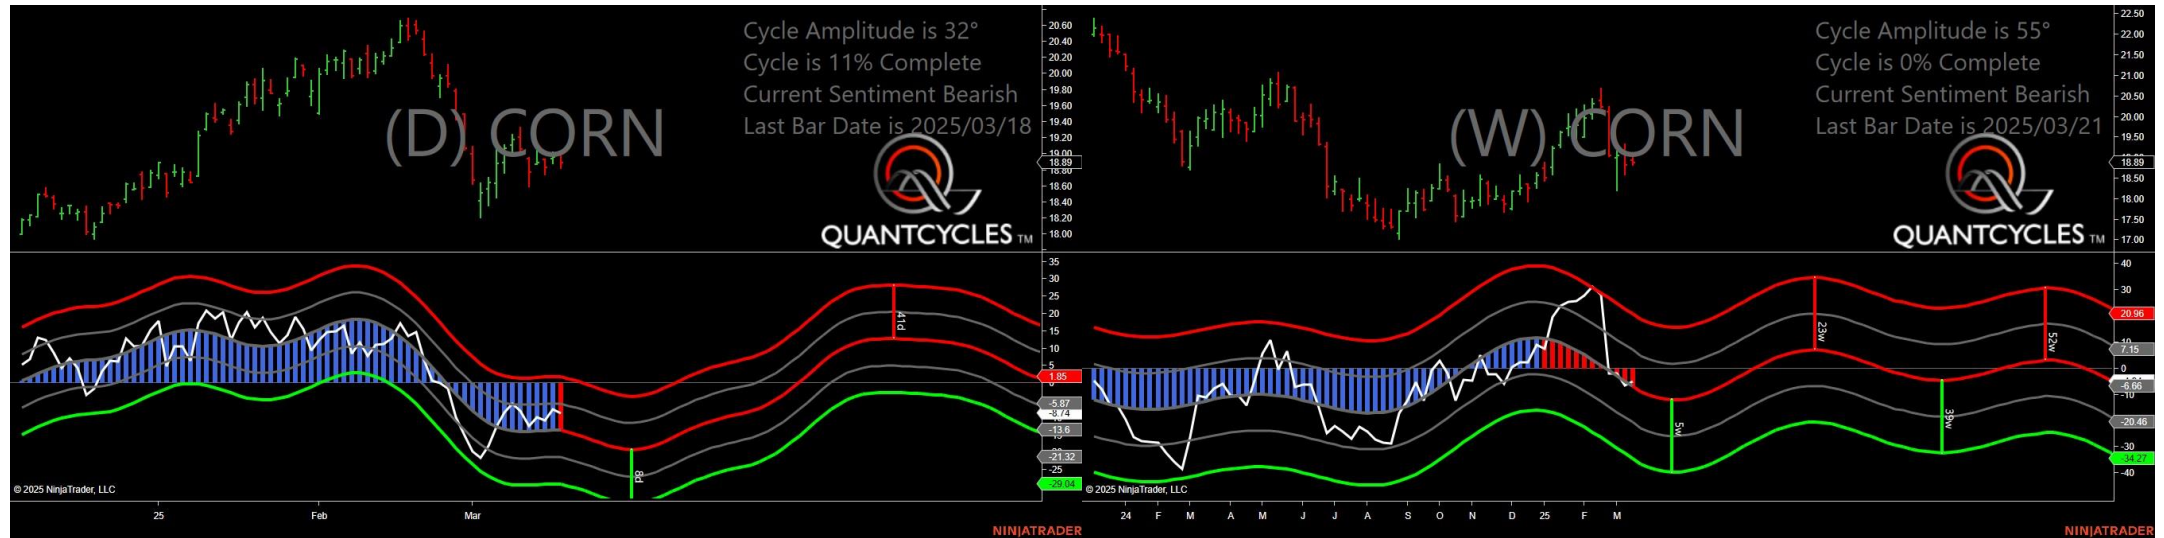 Cycle Amplitude is 32°
Cycle is 11% Complete
Current Sentiment Bearish
Last Bar Date is 2025/03/18
(D) CORN
QUANTCYCLES TM
20.60
20.40
20.20
20.00
19.80
19.60
19.40
19.20
19.00
18.89
18.80
18.60
18.40
18.20
18.00
35
30
25
20
15
10
5
1.85
-5.87
-8.74
-13.6
-21.32
-25
-29.04
41d
8d
© 2025 NinjaTrader, LLC
25 Feb Mar
NINJATRADER
Cycle Amplitude is 55°
Cycle is 0% Complete
Current Sentiment Bearish
Last Bar Date is 2025/03/21
(W) CORN
QUANTCYCLES TM
22.50
22.00
21.50
21.00
20.50
20.00
19.50
18.89
18.50
18.00
17.50
17.00
40
30
20.96
7.15
0
-6.66
-10
-20.46
-30
-34.27
-40
5w
23w
39w
52w
© 2025 NinjaTrader, LLC
24 F M A M J J A S O N D 25 F M
NINJATRADER